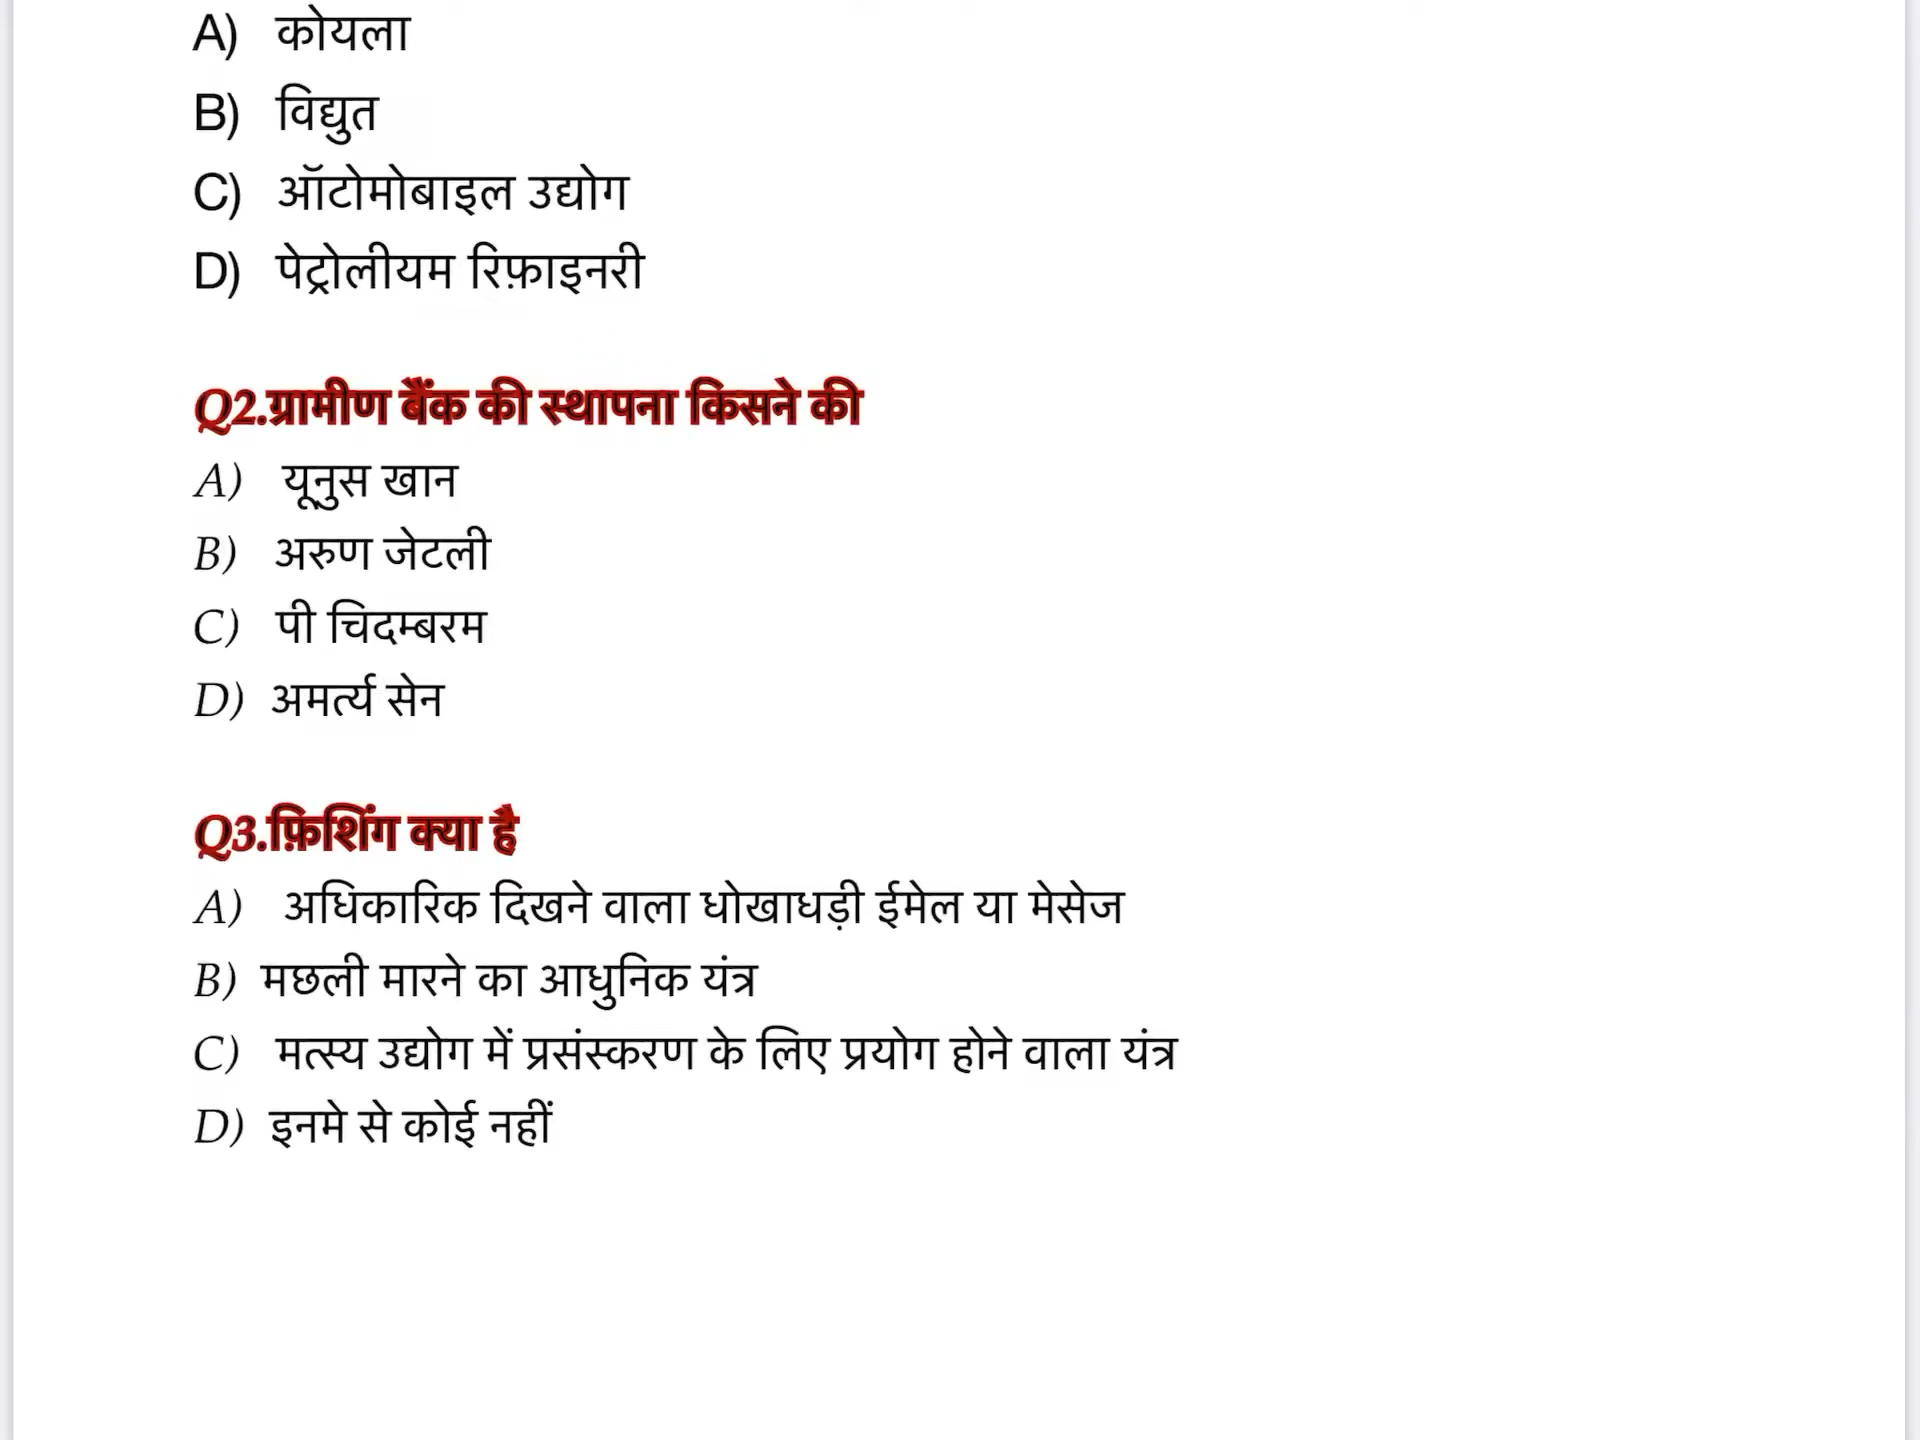 A) कोयला
B) विद्युत
C) ऑटोमोबाइल उद्योग
D) पेट्रोलीयम रिफ़ाइनरी
Q2.ग्रामीण बैंक की स्थापना किसने की
A) यूनुस खान
B) अरुण जेटली
C) पी चिदम्बरम
D) अमर्त्य सेन
Q3.फ़िशिंग क्या है
A) अधिकारिक दिखने वाला धोखाधड़ी ईमेल या मेसेज
B) मछली मारने का आधुनिक यंत्र
C) मत्स्य उद्योग में प्रसंस्करण के लिए प्रयोग होने वाला यंत्र
D) इनमे से कोई नहीं